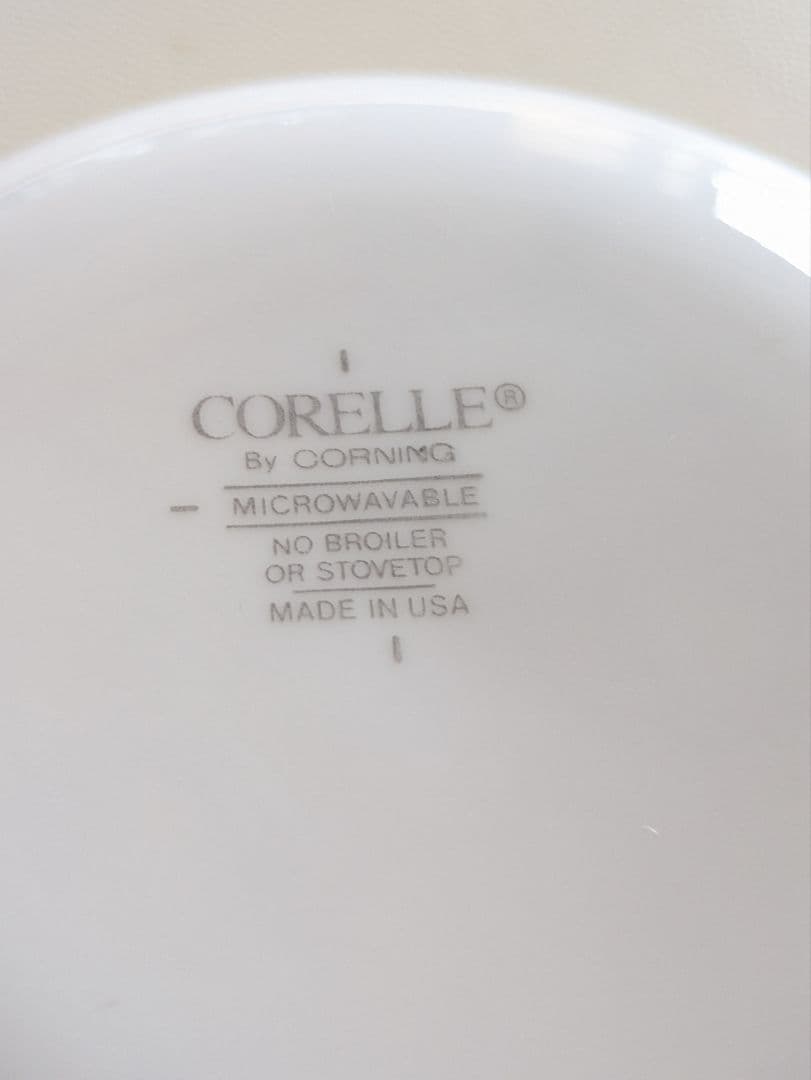 CORELLE®
By CORNING
MICROWAVABLE
NO BROILER
OR STOVETOP
MADE IN USA